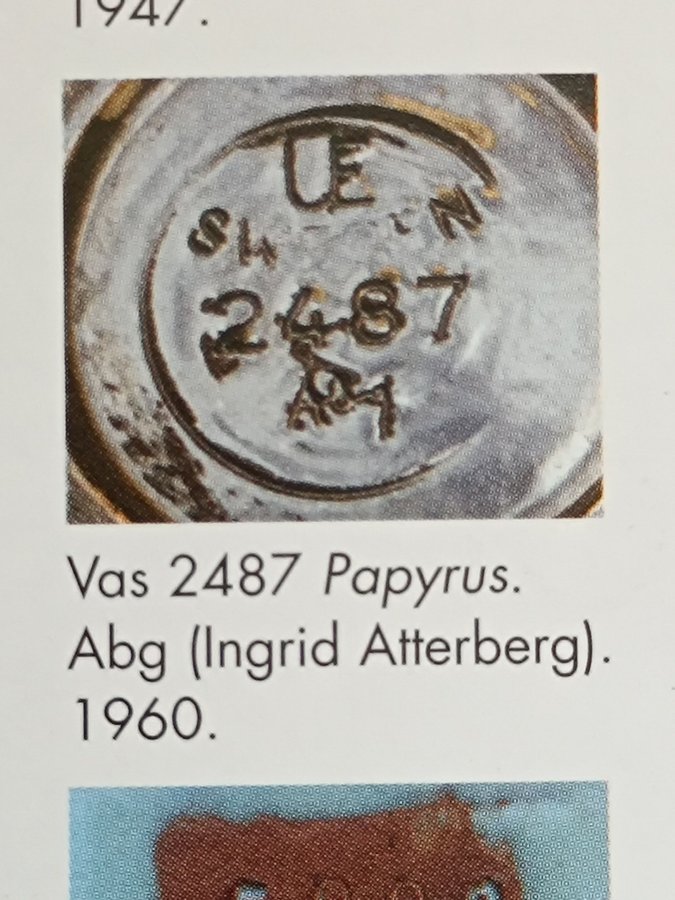 1947.
UE
2487
Vas 2487 Papyrus.
Abg (Ingrid Atterberg).
1960.